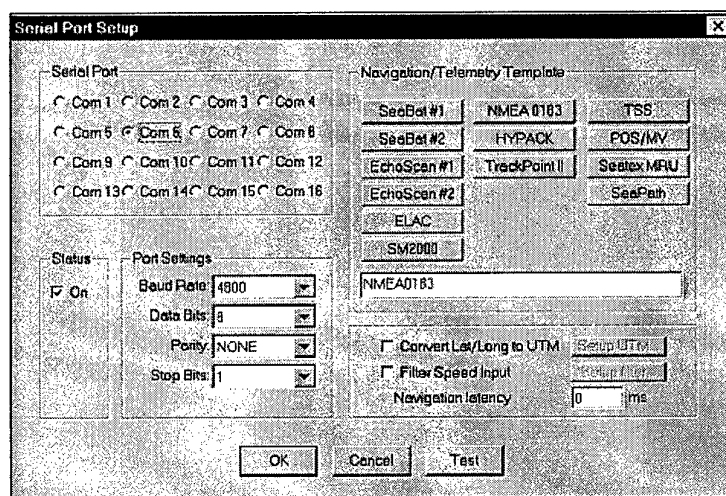 Serial Port Setup
Serial Port
Com 1 Com 2 Com 3 Com 4
Com 5 Com 6 Com 7 Com 8
Com 9 Com 10 Com 11 Com 12
Com 13 Com 14 Com 15 Com 16
Status
On
Port Settings
Baud Rate: 4800
Data Bits: 8
Parity: NONE
Stop Bits: 1
Navigation/Telemetry Template
SeaBat #1 NMEA 0183 TSS
SeaBat #2 HYPACK POS/MV
EchoScan #1 TrackPoint II Seatex MRU
EchoScan #2 SeaPath
ELAC
SM2000
NMEA0183
Convert Lat/Long to UTM Setup UTM...
Filter Speed Input Setup Filter
Navigation latency 0 ms
OK Cancel Test